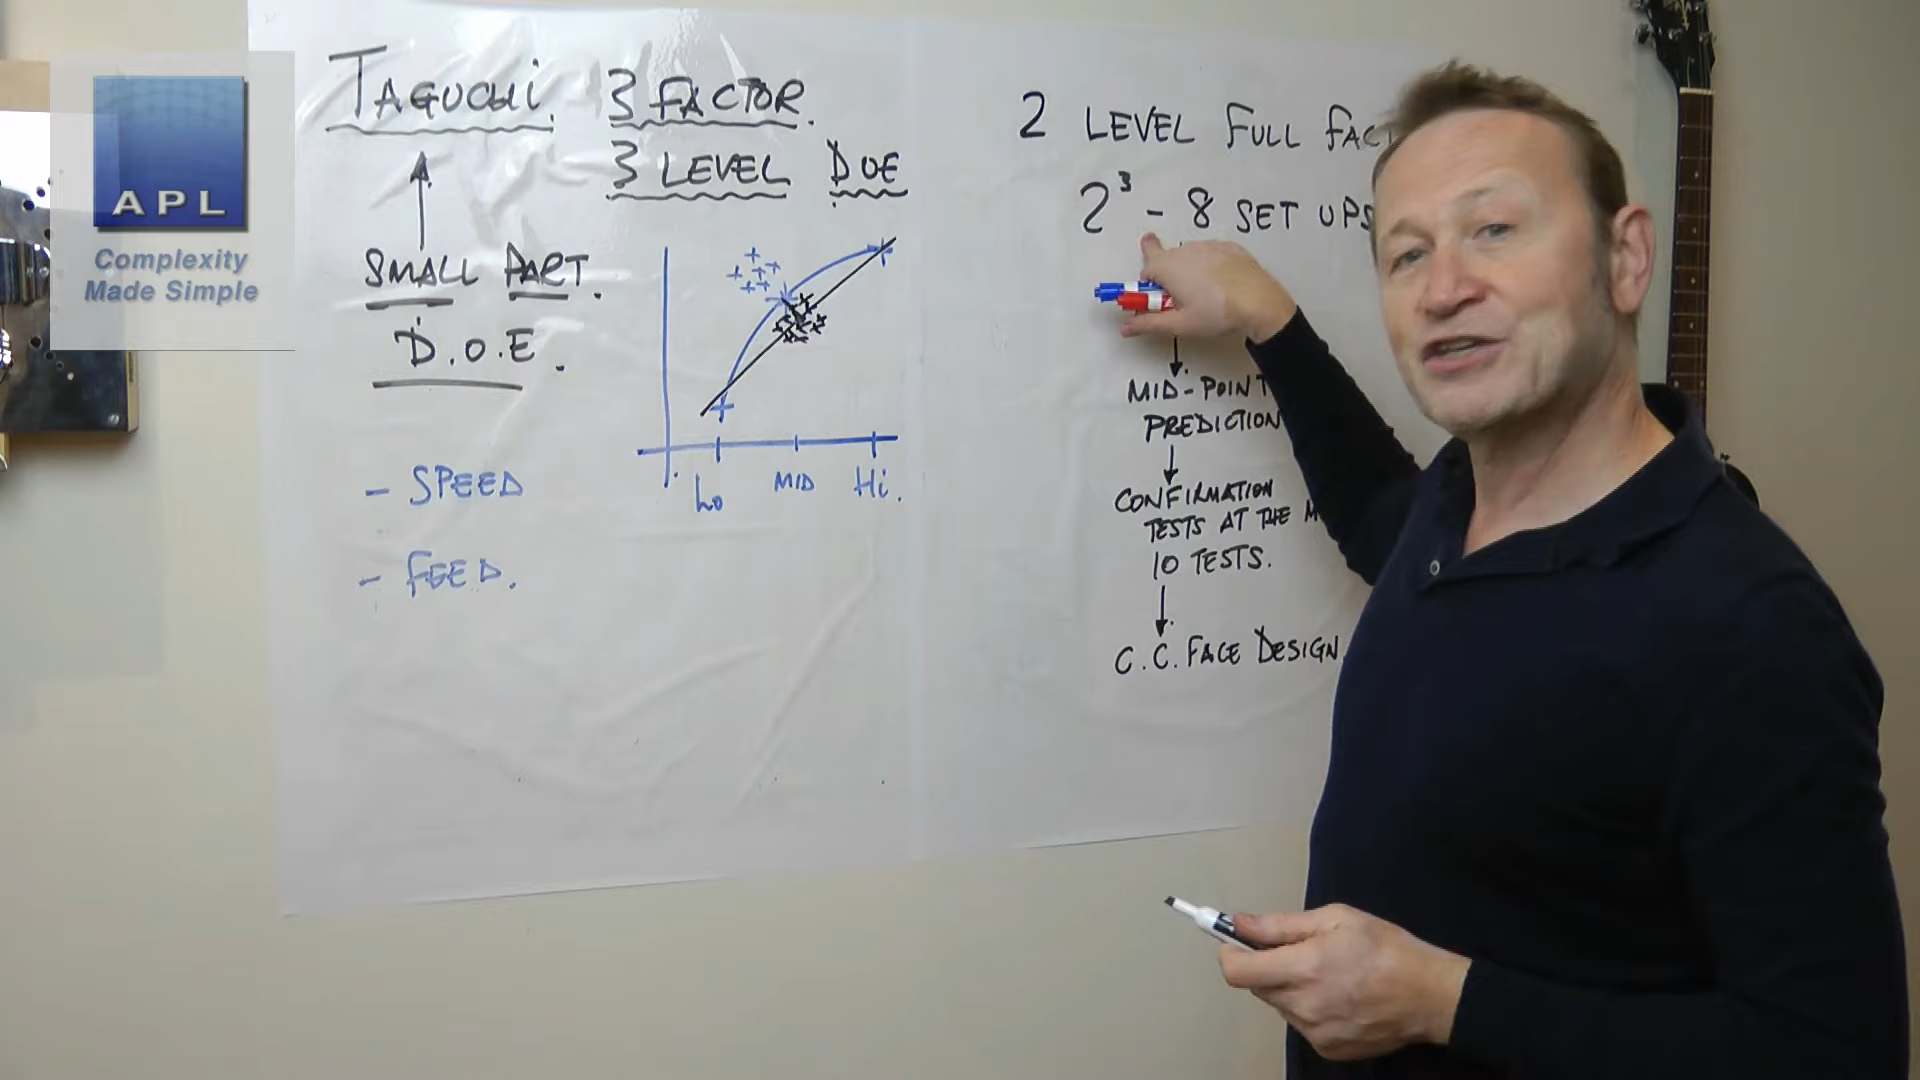 APL
Complexity
Made Simple
TAGUCHI. 3 FACTOR.
3 LEVEL DOE
SMALL PART.
D.O.E.
- SPEED
- FEED.
Lo MID Hi.
2 LEVEL FULL
2³ - 8 SET UPS
MID-POINT
PREDICTION
CONFIRMATION
TESTS AT THE
10 TESTS.
C.C. FACE DESIGN